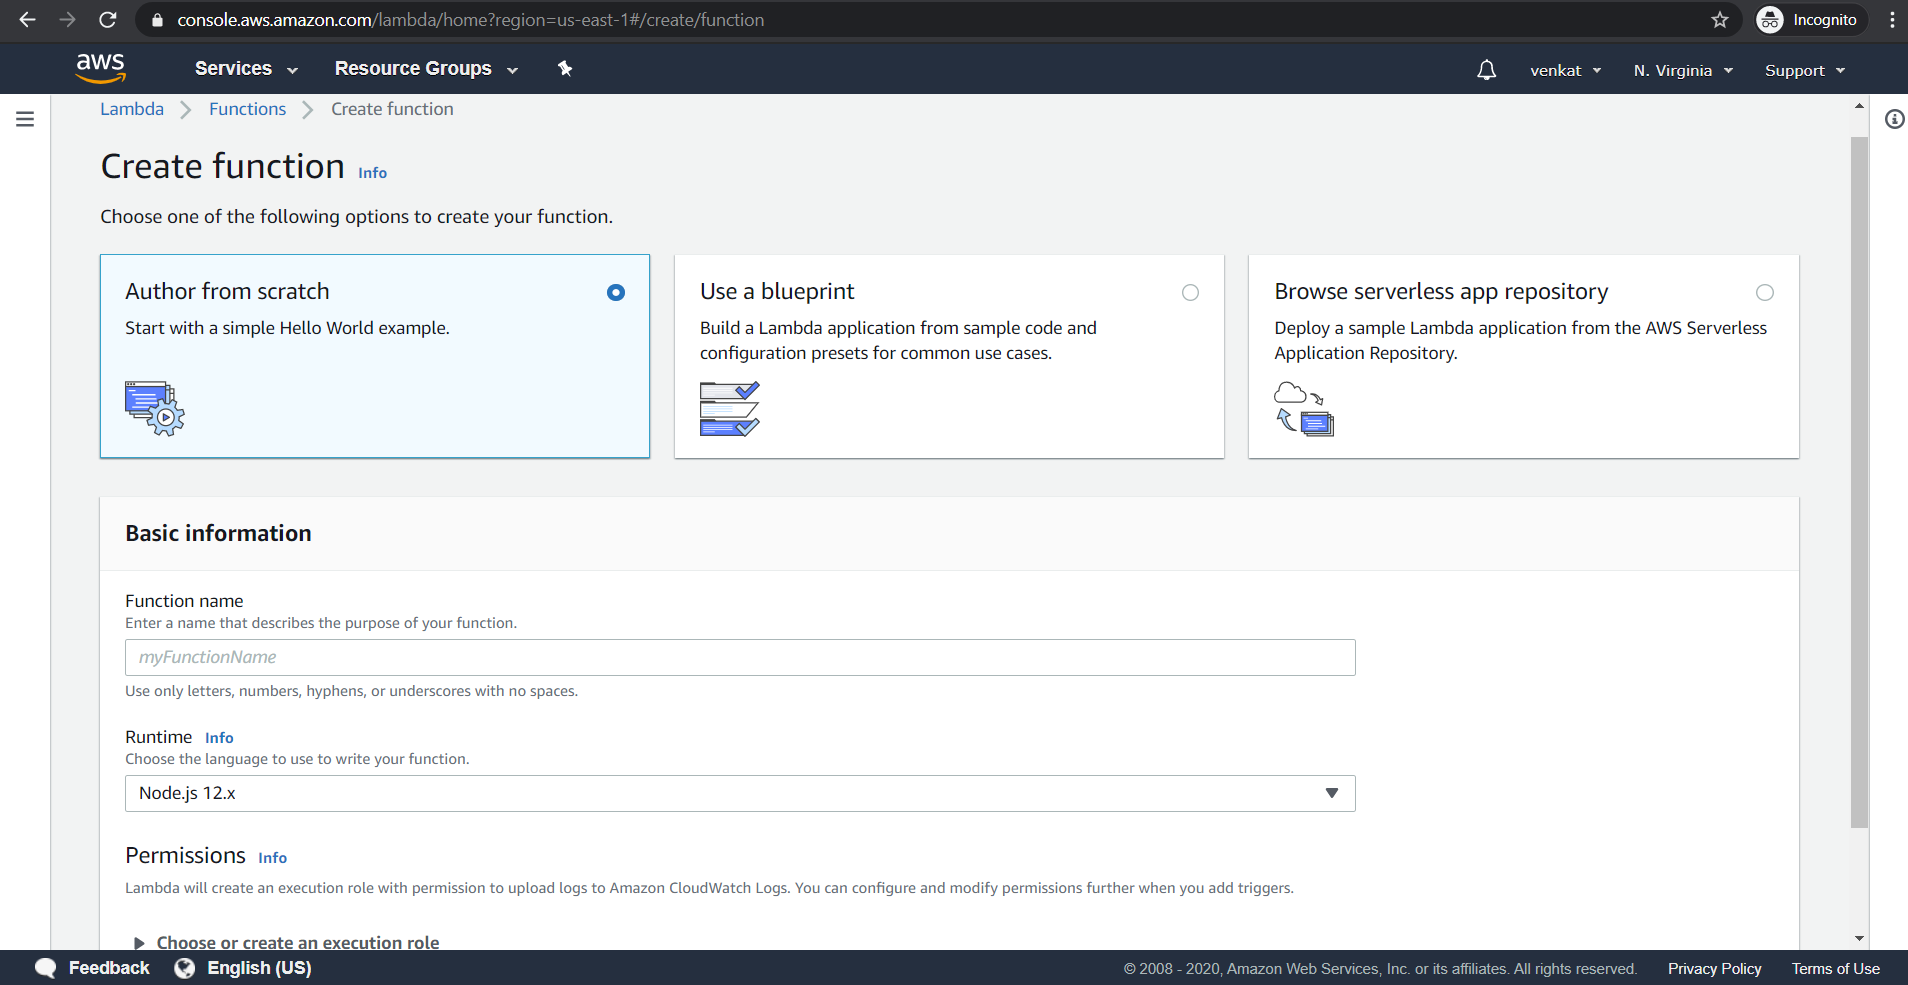 console.aws.amazon.com/lambda/home?region=us-east-1#/create/function
Incognito
aws
Services
Resource Groups
venkat
N. Virginia
Support
Lambda
Functions
Create function
Create function Info
Choose one of the following options to create your function.
Author from scratch
Start with a simple Hello World example.
Use a blueprint
Build a Lambda application from sample code and
configuration presets for common use cases.
Browse serverless app repository
Deploy a sample Lambda application from the AWS Serverless
Application Repository.
Basic information
Function name
Enter a name that describes the purpose of your function.
myFunctionName
Use only letters, numbers, hyphens, or underscores with no spaces.
Runtime Info
Choose the language to use to write your function.
Node.js 12.x
Permissions Info
Lambda will create an execution role with permission to upload logs to Amazon CloudWatch Logs. You can configure and modify permissions further when you add triggers.
Choose or create an execution role
Feedback
English (US)
© 2008 - 2020, Amazon Web Services, Inc. or its affiliates. All rights reserved.
Privacy Policy
Terms of Use